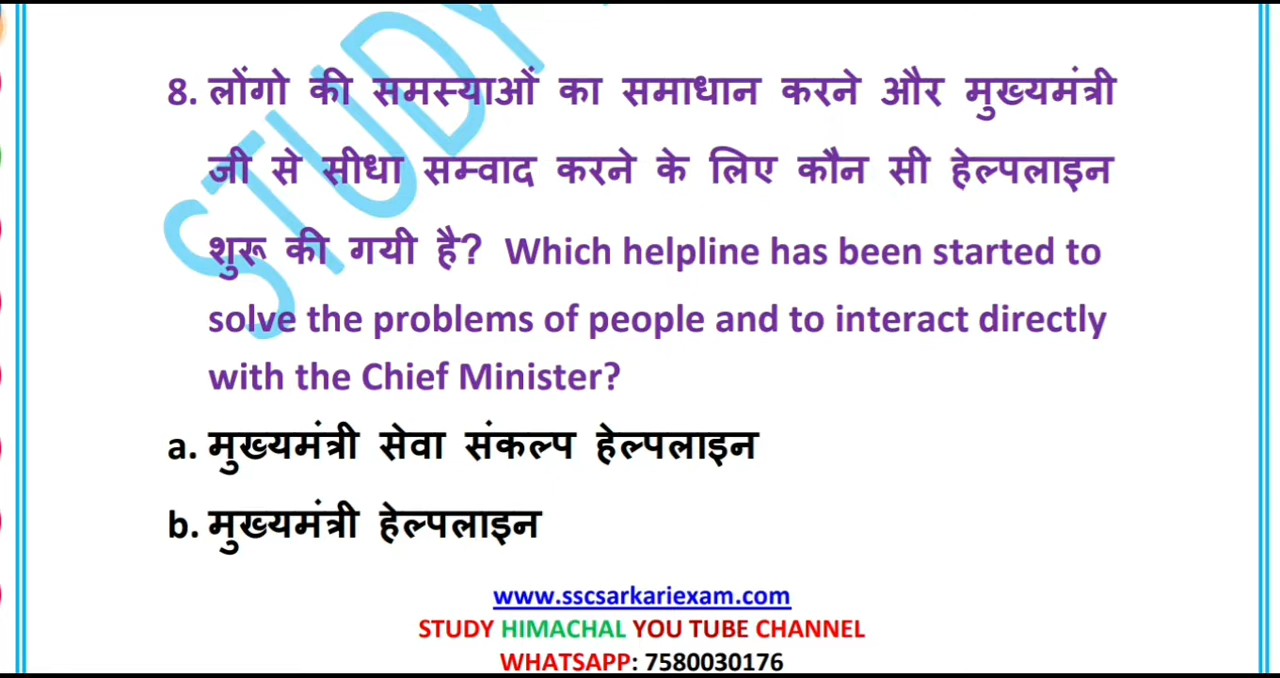 STUDY
8. लोंगो की समस्याओं का समाधान करने और मुख्यमंत्री
जी से सीधा सम्वाद करने के लिए कौन सी हेल्पलाइन
शुरू की गयी है? Which helpline has been started to
solve the problems of people and to interact directly
with the Chief Minister?
a. मुख्यमंत्री सेवा संकल्प हेल्पलाइन
b. मुख्यमंत्री हेल्पलाइन
www.sscsarkariexam.com
STUDY HIMACHAL YOU TUBE CHANNEL
WHATSAPP: 7580030176